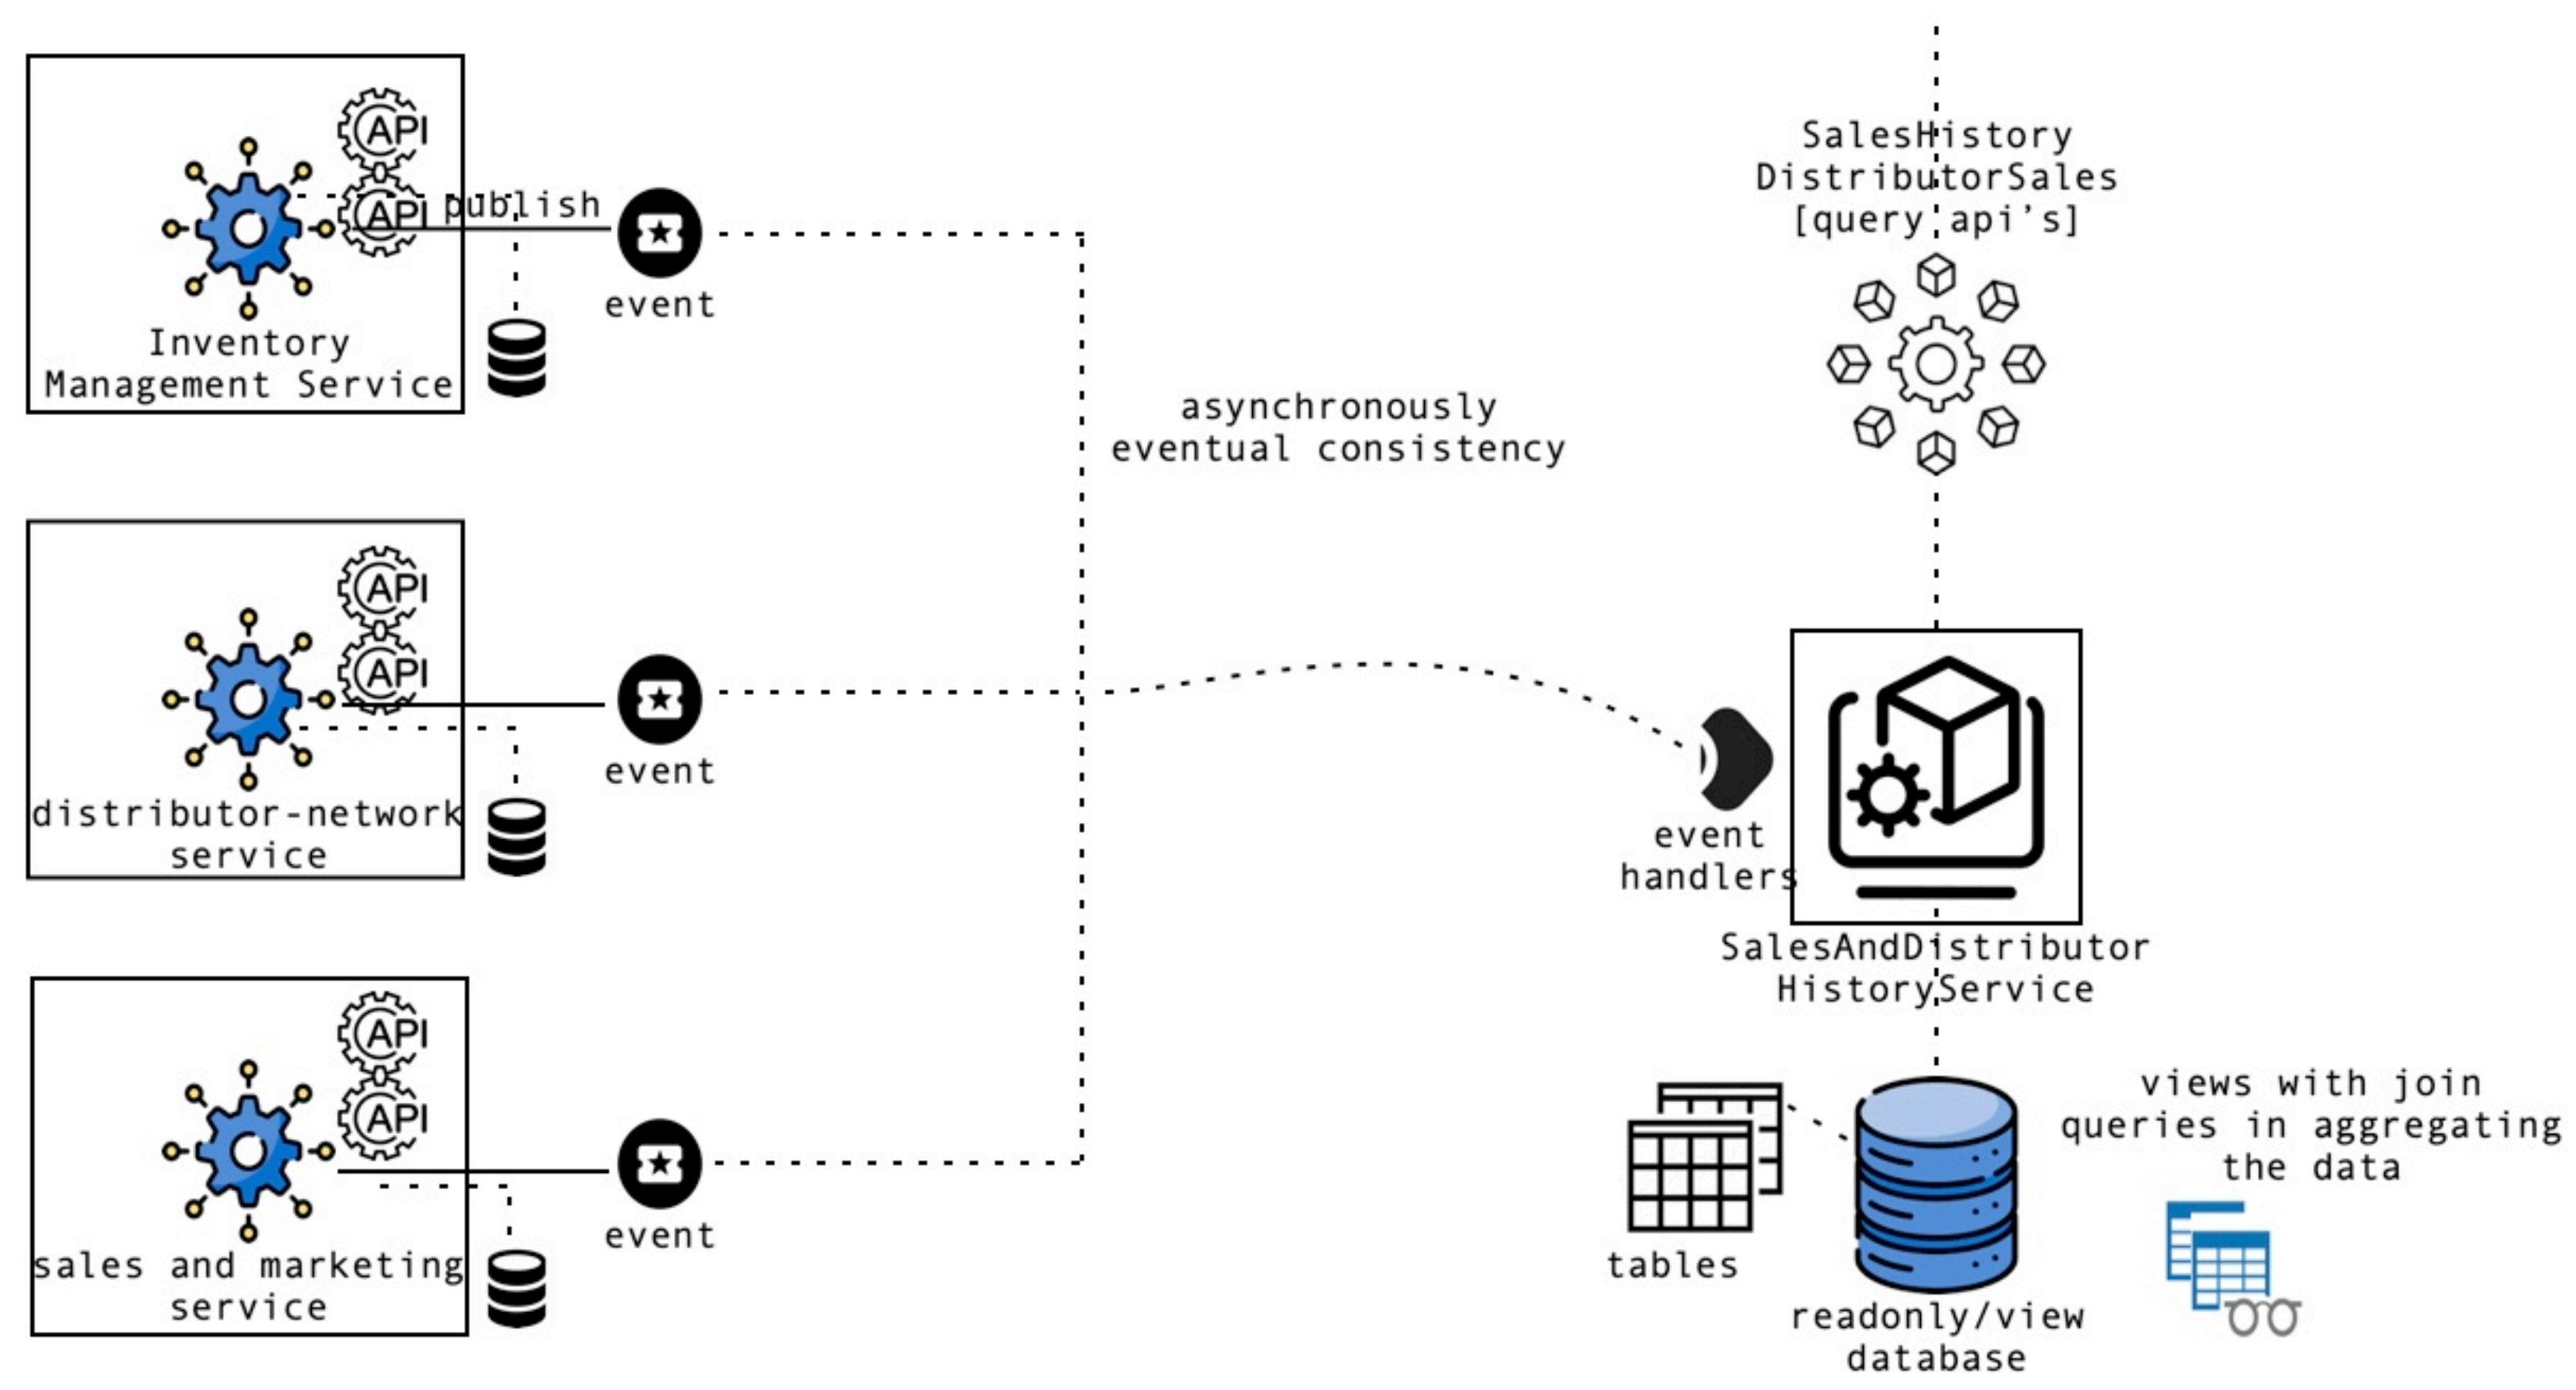 API
API
publish
event
Inventory
Management Service
SalesHistory
DistributorSales
[query api's]
asynchronously
eventual consistency
API
API
event
distributor-network
service
event
handlers
SalesAndDistributor
HistoryService
API
API
event
sales and marketing
service
tables
readonly/view
database
views with join
queries in aggregating
the data